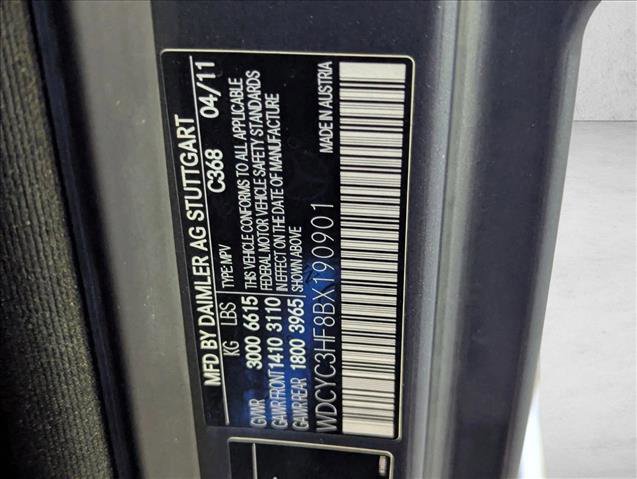 MFD BY DAIMLER AG STUTTGART
KG LBS TYPE: MPV C368 04/11
GVWR 3000 6615 THIS VEHICLE CONFORMS TO ALL APPLICABLE
GAWR FRONT 1410 3110 FEDERAL MOTOR VEHICLE SAFETY STANDARDS
IN EFFECT ON THE DATE OF MANUFACTURE
GAWR REAR 1800 3965 SHOWN ABOVE
WDCYC3HF8BX190901 MADE IN AUSTRIA